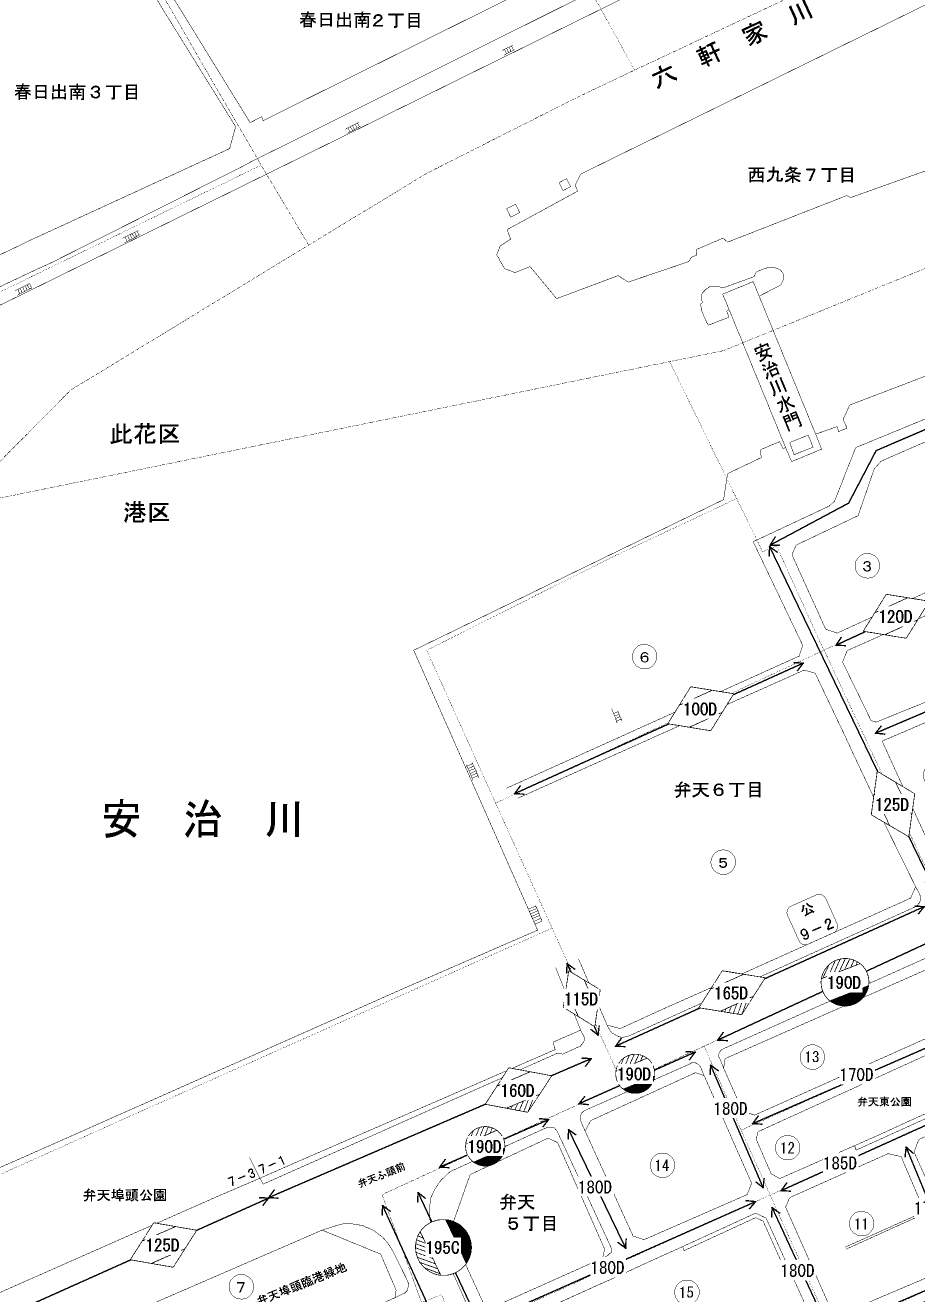 春日出南２丁目
六軒家川
春日出南３丁目
西九条７丁目
安治川水門
此花区
港区
3
120D
6
100D
弁天６丁目
安治川
125D
5
公
9-2
190D
165D
115D
13
190D
170D
160D
180D
弁天東公園
190D
12
14
185D
7-3
7-1
弁天ふ頭前
弁天埠頭公園
180D
弁天
５丁目
11
125D
195C
180D
180D
弁天埠頭臨港緑地
7
15